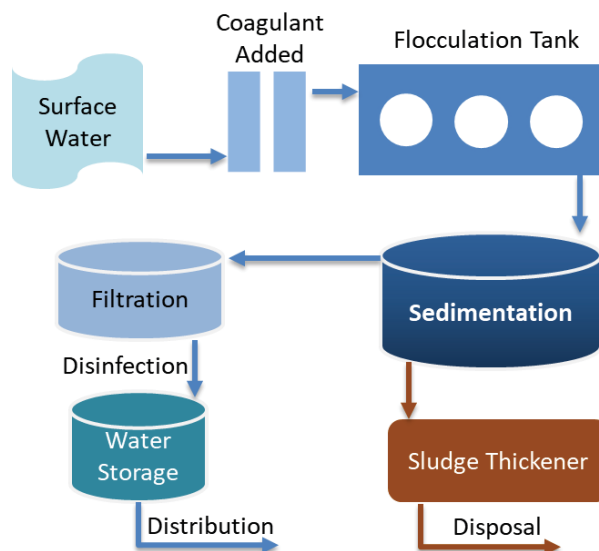 Coagulant
Added
Flocculation Tank
Surface
Water
Filtration
Sedimentation
Disinfection
Water
Storage
Sludge Thickener
Distribution
Disposal